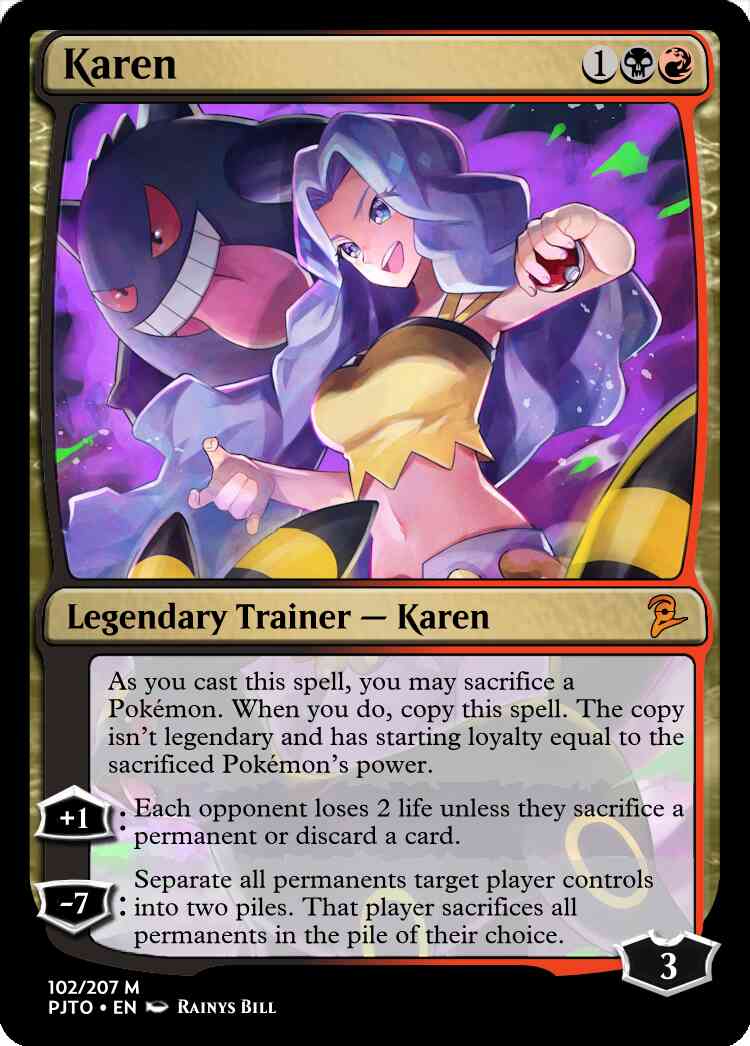 Karen 1
Legendary Trainer — Karen
As you cast this spell, you may sacrifice a
Pokémon. When you do, copy this spell. The copy
isn't legendary and has starting loyalty equal to the
sacrificed Pokémon's power.
+1 : Each opponent loses 2 life unless they sacrifice a
permanent or discard a card.
Separate all permanents target player controls
−7 : into two piles. That player sacrifices all
permanents in the pile of their choice.
3
102/207 M
PJTO • EN RAINYS BILL